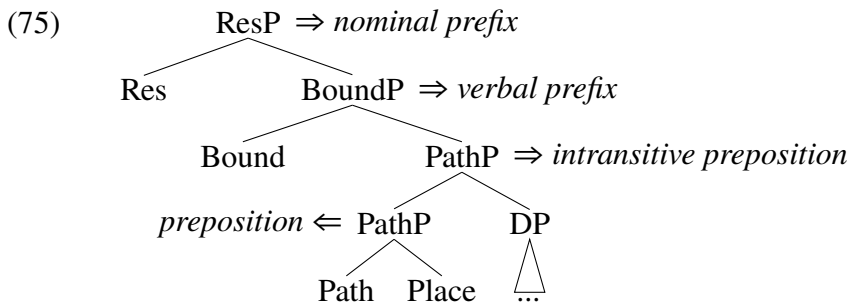 (75) ResP ⇒ nominal prefix
Res BoundP ⇒ verbal prefix
Bound PathP ⇒ intransitive preposition
preposition ⇐ PathP DP
Path Place ...